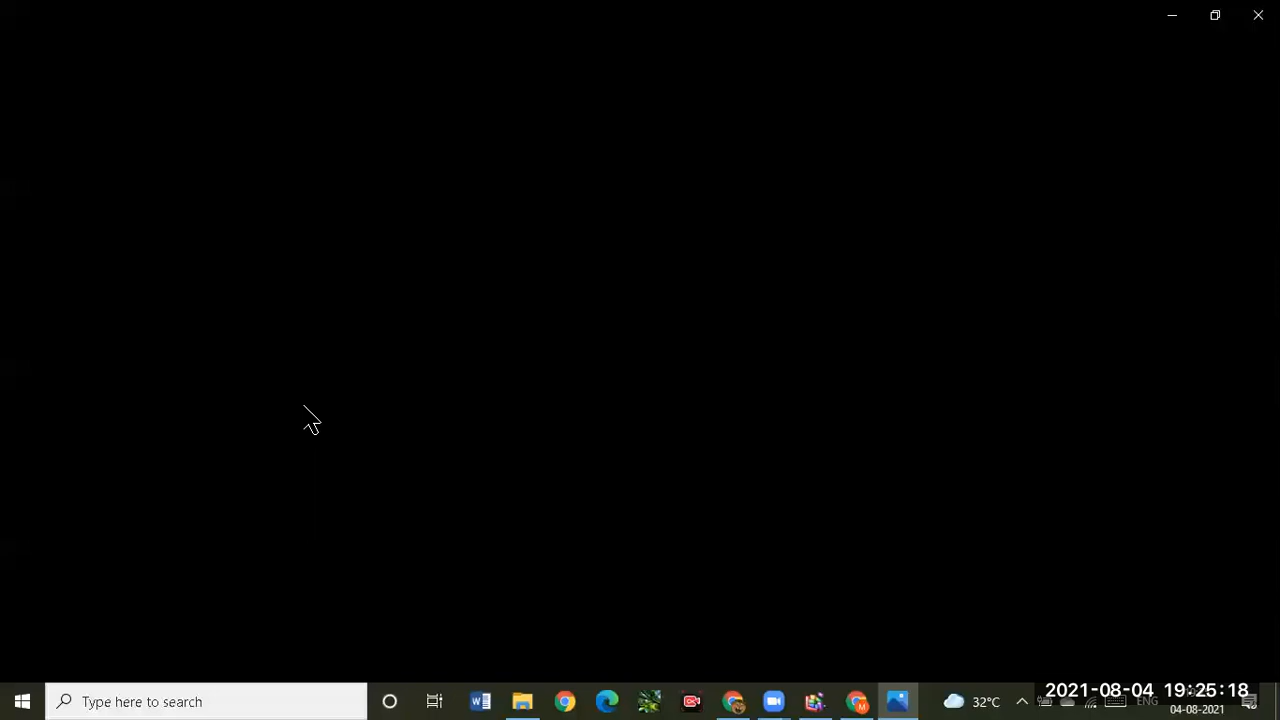 Type here to search
32°C
ENG
2021-08-04 19:25:18
04-08-2021